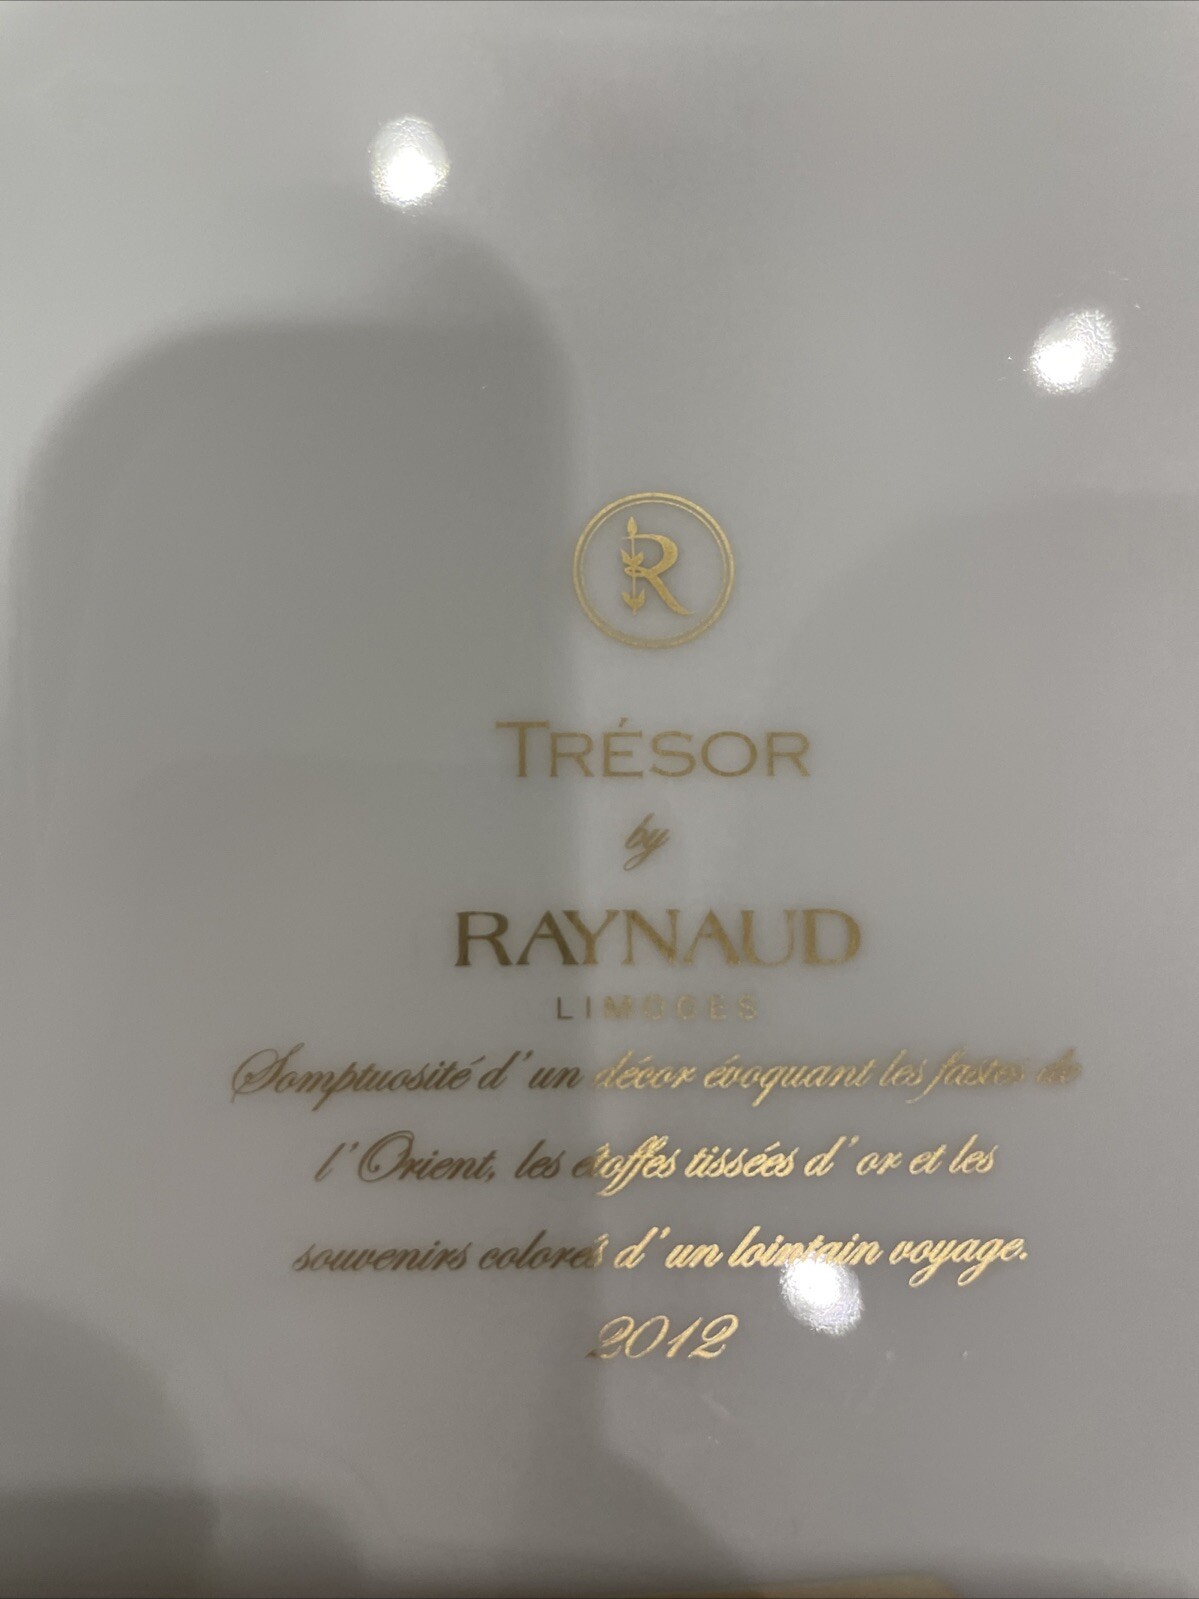 R
TRÉSOR
by
RAYNAUD
LIMOGES
Somptuosité d'un décor évoquant les fastes de
l'Orient, les étoffes tissées d'or et les
souvenirs colorés d'un lointain voyage.
2012